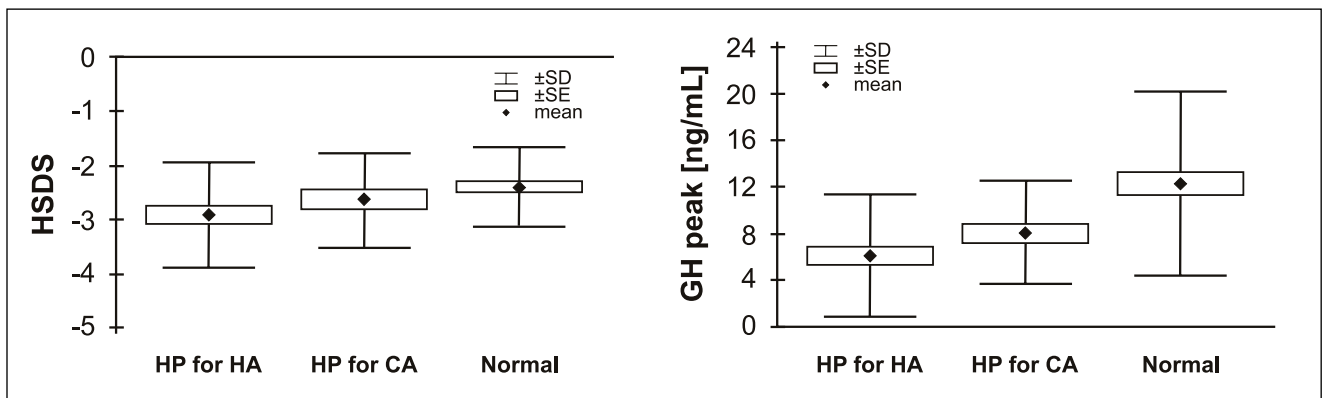 0
-1
-2
-3
-4
-5
HSDS
±SD
±SE
mean
HP for HA HP for CA Normal
24
20
16
12
8
4
0
GH peak [ng/mL]
±SD
±SE
mean
HP for HA HP for CA Normal